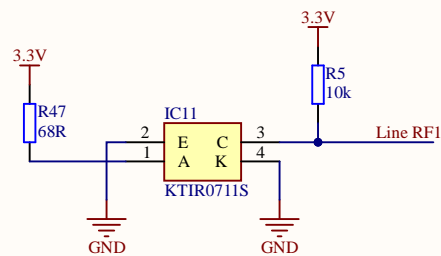 3.3V
3.3V
R5
10k
R47
68R
IC11
2 E C 3
1 A K 4
Line RF1
KTIR0711S
GND
GND